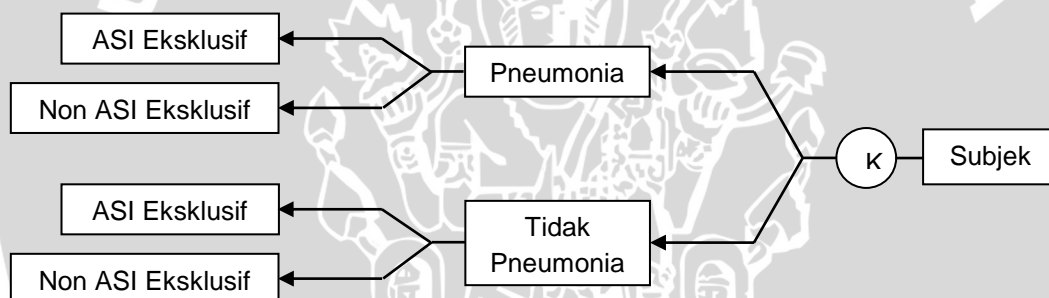 ASI Eksklusif
Pneumonia
Non ASI Eksklusif
K
Subjek
ASI Eksklusif
Tidak
Pneumonia
Non ASI Eksklusif